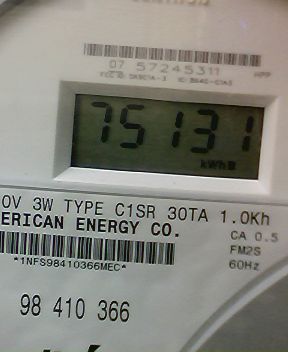 07 57245311 HPP
75131
kWh
0V 3W TYPE C1SR 30TA 1.0Kh
ERICAN ENERGY CO.
CA 0.5
FM2S
60Hz
*1NFS98410366MEC*
98 410 366